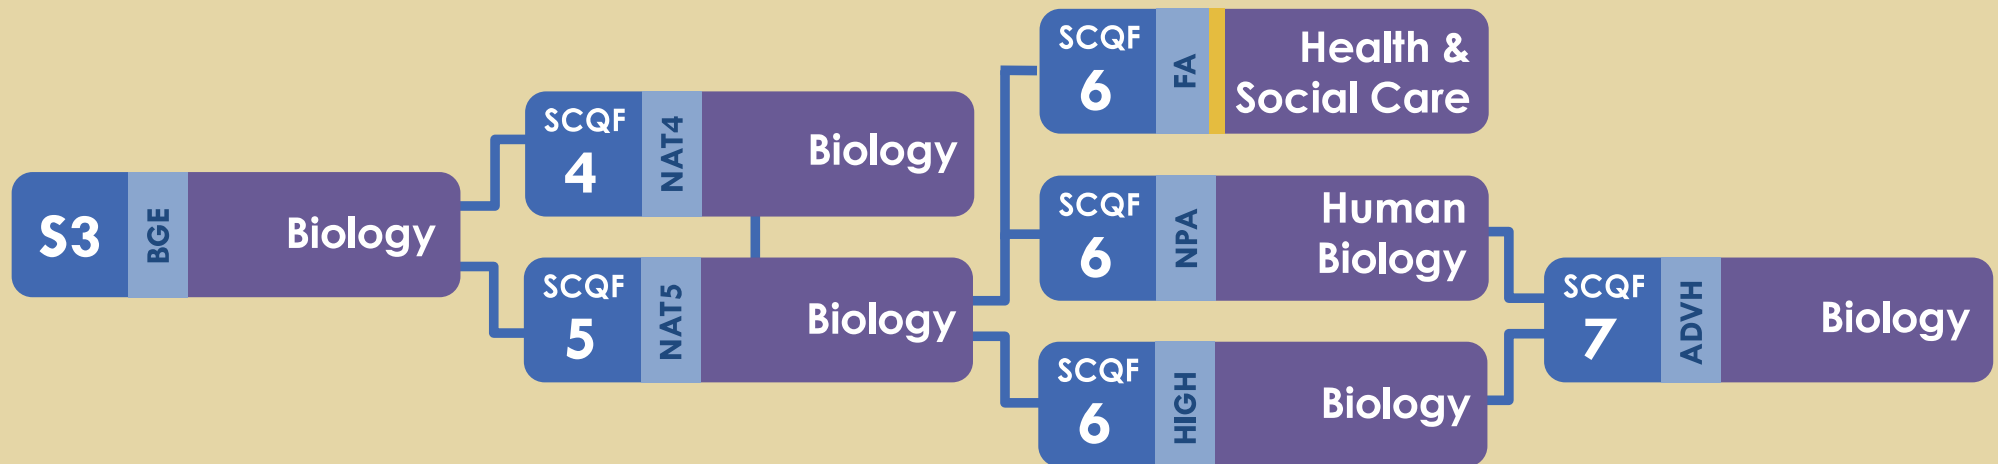 S3
BGE
Biology
SCQF
4
NAT4
Biology
SCQF
5
NAT5
Biology
SCQF
6
FA
Health &
Social Care
SCQF
6
NPA
Human
Biology
SCQF
6
HIGH
Biology
SCQF
7
ADVH
Biology